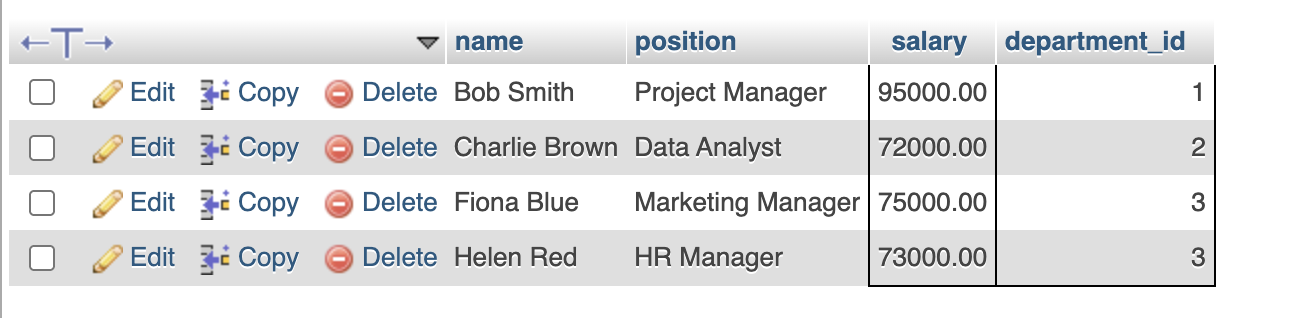 name position salary department_id
Edit Copy Delete Bob Smith Project Manager 95000.00 1
Edit Copy Delete Charlie Brown Data Analyst 72000.00 2
Edit Copy Delete Fiona Blue Marketing Manager 75000.00 3
Edit Copy Delete Helen Red HR Manager 73000.00 3